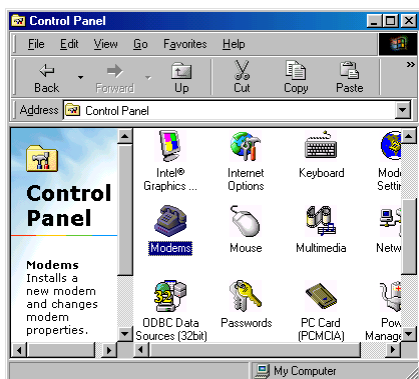 Control Panel
File Edit View Go Favorites Help
Back Forward Up Cut Copy Paste »
Address Control Panel
Control Panel
Modems
Installs a
new modem
and changes
modem
properties.
Intel®
Graphics ...
Internet
Options
Keyboard
Modems
Mouse
Multimedia
ODBC Data
Sources (32bit)
Passwords
PC Card
(PCMCIA)
My Computer